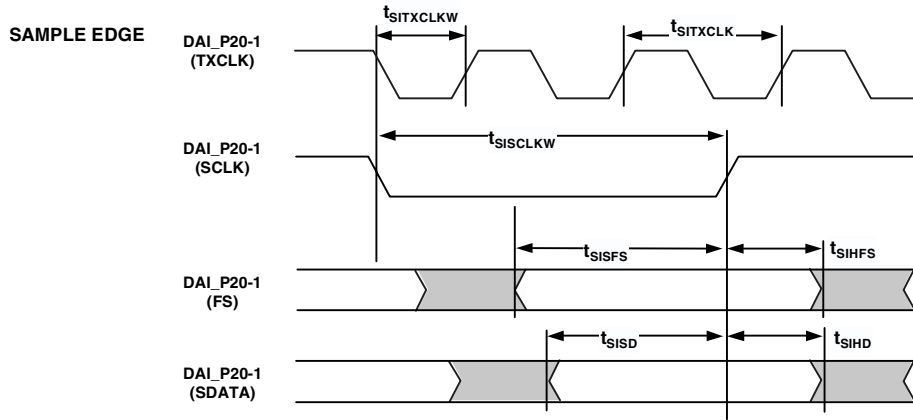 SAMPLE EDGE
DAI_P20-1
(TXCLK)
tSITXCLKW
tSITXCLK
DAI_P20-1
(SCLK)
tSISCLKW
DAI_P20-1
(FS)
tSISFS
tSIHFS
DAI_P20-1
(SDATA)
tSISD
tSIHD